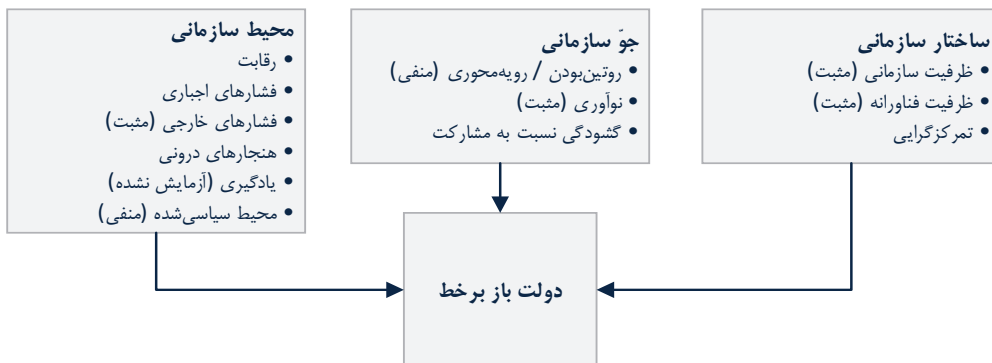 ساختار سازمانی
• ظرفیت سازمانی (مثبت)
• ظرفیت فناورانه (مثبت)
• تمرکزگرایی
جوّ سازمانی
• روتین‌بودن / رویه‌محوری (منفی)
• نوآوری (مثبت)
• گشودگی نسبت به مشارکت
محیط سازمانی
• رقابت
• فشارهای اجباری
• فشارهای خارجی (مثبت)
• هنجارهای درونی
• یادگیری (آزمایش نشده)
• محیط سیاسی‌شده (منفی)
دولت باز برخط